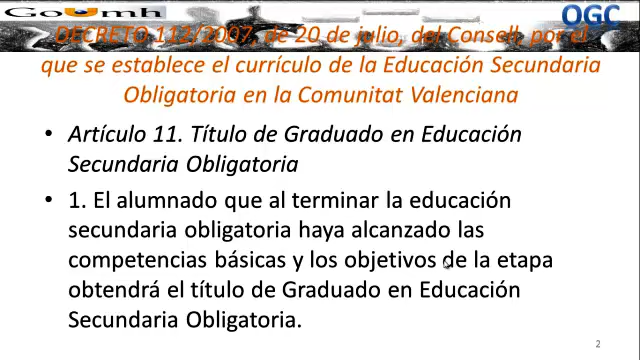 GOUmh
OGC
DECRETO 112/2007, de 20 de julio, del Consell, por el
que se establece el currículo de la Educación Secundaria
Obligatoria en la Comunitat Valenciana
• Artículo 11. Título de Graduado en Educación
Secundaria Obligatoria
• 1. El alumnado que al terminar la educación
secundaria obligatoria haya alcanzado las
competencias básicas y los objetivos de la etapa
obtendrá el título de Graduado en Educación
Secundaria Obligatoria.
2